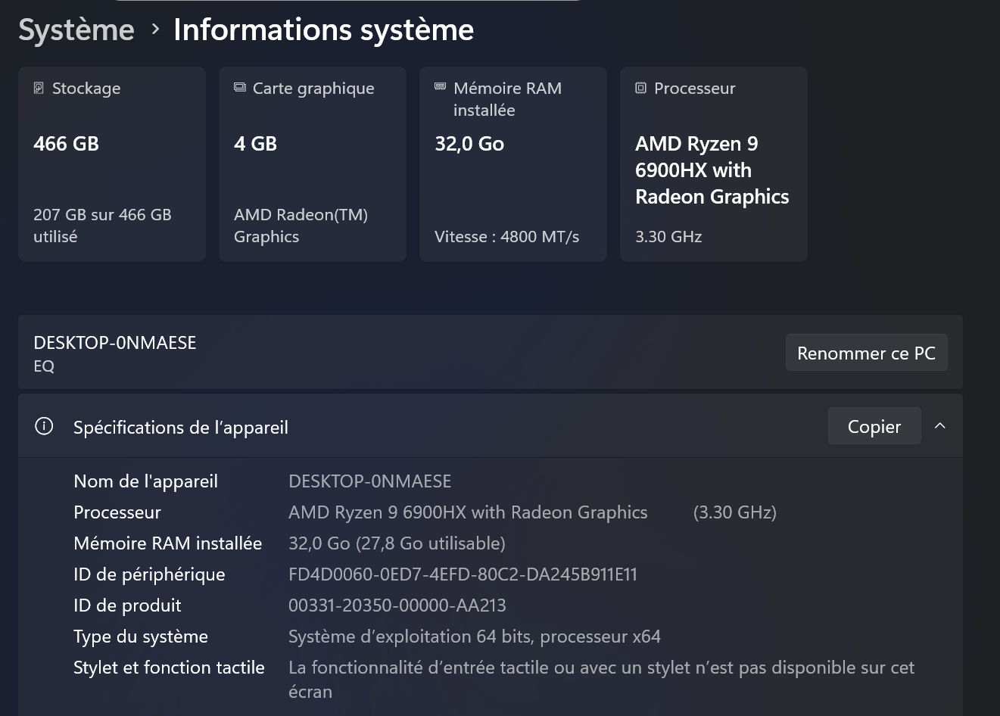 Système > Informations système
Stockage
466 GB
207 GB sur 466 GB
utilisé
Carte graphique
4 GB
AMD Radeon(TM)
Graphics
Mémoire RAM
installée
32,0 Go
Vitesse : 4800 MT/s
Processeur
AMD Ryzen 9
6900HX with
Radeon Graphics
3.30 GHz
DESKTOP-0NMAESE
EQ
Renommer ce PC
Spécifications de l’appareil
Copier
Nom de l'appareil DESKTOP-0NMAESE
Processeur AMD Ryzen 9 6900HX with Radeon Graphics (3.30 GHz)
Mémoire RAM installée 32,0 Go (27,8 Go utilisable)
ID de périphérique FD4D0060-0ED7-4EFD-80C2-DA245B911E11
ID de produit 00331-20350-00000-AA213
Type du système Système d’exploitation 64 bits, processeur x64
Stylet et fonction tactile La fonctionnalité d’entrée tactile ou avec un stylet n’est pas disponible sur cet
écran